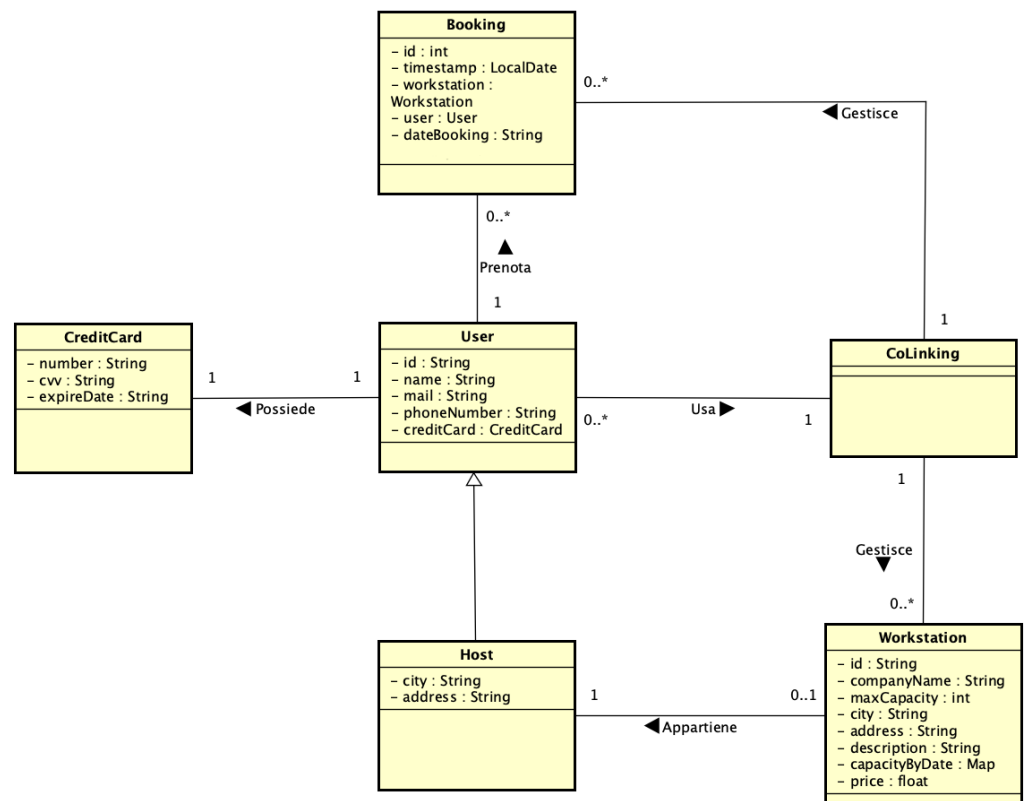 Booking
– id : int
– timestamp : LocalDate
– workstation :
Workstation
– user : User
– dateBooking : String
0..*
Gestisce
0..*
Prenota
1
1
CreditCard
– number : String
– cvv : String
– expireDate : String
1
1
Possiede
User
– id : String
– name : String
– mail : String
– phoneNumber : String
– creditCard : CreditCard
0..*
Usa
1
CoLinking
1
Gestisce
0..*
Host
– city : String
– address : String
1
0..1
Appartiene
Workstation
– id : String
– companyName : String
– maxCapacity : int
– city : String
– address : String
– description : String
– capacityByDate : Map
– price : float